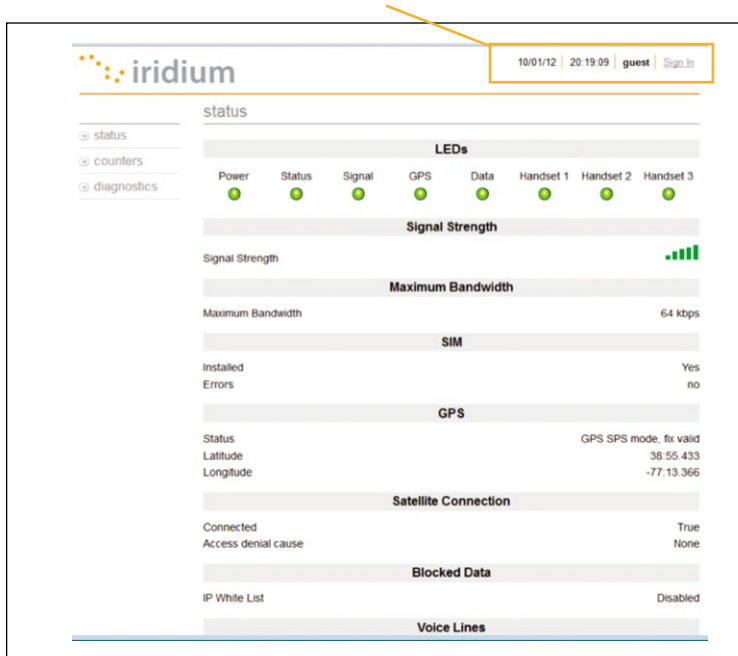 iridium
10/01/12 20:19:09 guest Sign In
status
status
counters
diagnostics
LEDs
Power Status Signal GPS Data Handset 1 Handset 2 Handset 3
Signal Strength
Signal Strength
Maximum Bandwidth
Maximum Bandwidth 64 kbps
SIM
Installed Yes
Errors no
GPS
Status GPS SPS mode, fix valid
Latitude 38:55.433
Longitude -77:13.366
Satellite Connection
Connected True
Access denial cause None
Blocked Data
IP White List Disabled
Voice Lines